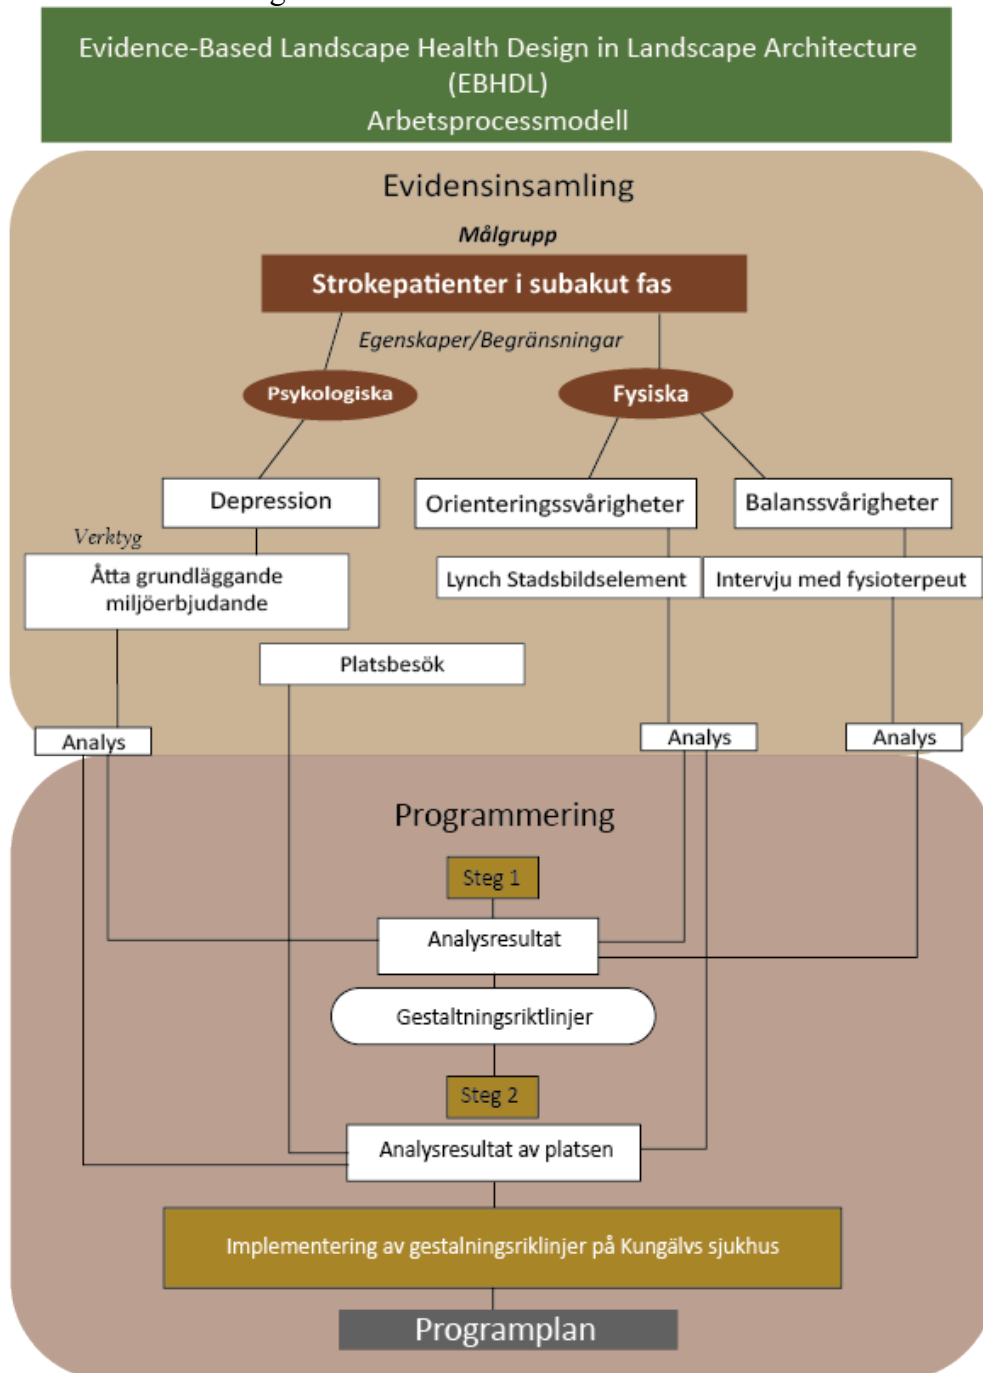 Evidence-Based Landscape Health Design in Landscape Architecture
(EBHDL)
Arbetsprocessmodell
Evidensinsamling
Målgrupp
Strokepatienter i subakut fas
Egenskaper/Begränsningar
Psykologiska
Fysiska
Depression
Orienteringssvårigheter
Balanssvårigheter
Verktyg
Åtta grundläggande
miljöerbjudande
Lynch Stadsbildselement
Intervju med fysioterpeut
Platsbesök
Analys
Analys
Analys
Programmering
Steg 1
Analysresultat
Gestaltningsriktlinjer
Steg 2
Analysresultat av platsen
Implementering av gestalningsriklinjer på Kungälvs sjukhus
Programplan